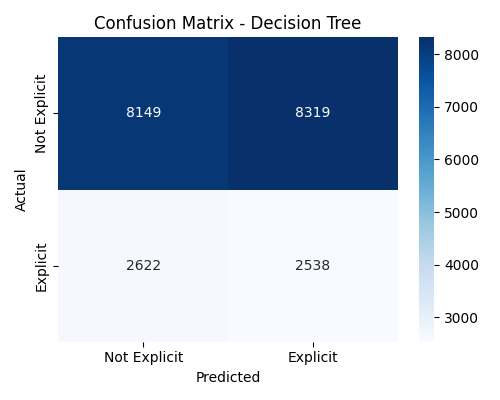 Confusion Matrix - Decision Tree
Actual
Not Explicit
Explicit
8149 8319
2622 2538
Not Explicit Explicit
Predicted
8000
7000
6000
5000
4000
3000